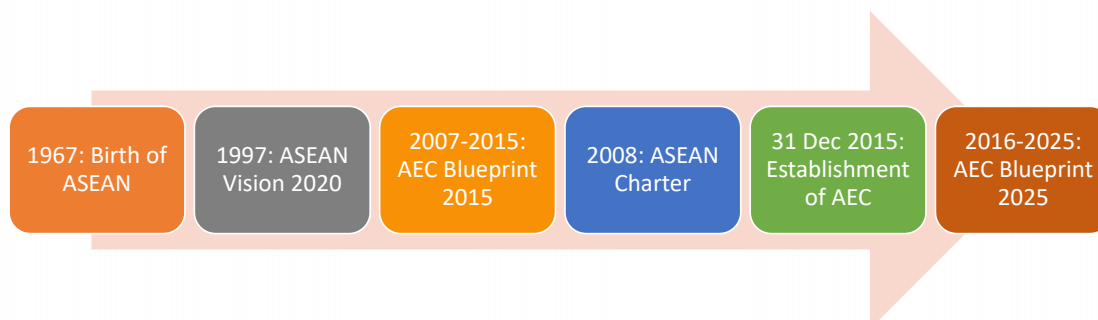 1967: Birth of
ASEAN
1997: ASEAN
Vision 2020
2007-2015:
AEC Blueprint
2015
2008: ASEAN
Charter
31 Dec 2015:
Establishment
of AEC
2016-2025:
AEC Blueprint
2025